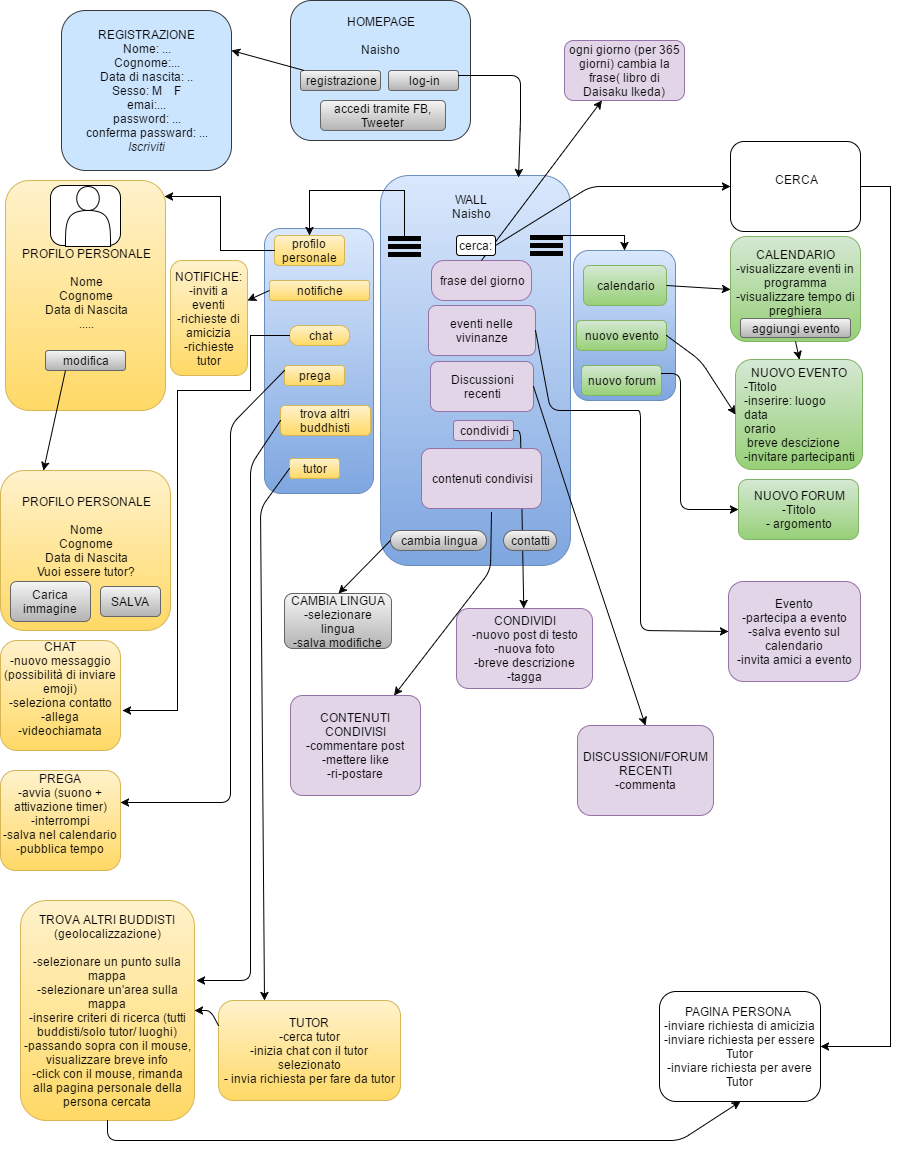 HOMEPAGE
Naisho
registrazione
log-in
accedi tramite FB,
Tweeter
REGISTRAZIONE
Nome: ...
Cognome:...
Data di nascita: ..
Sesso: M    F
emai:...
password: ...
conferma passward: ...
Iscriviti
ogni giorno (per 365
giorni) cambia la
frase( libro di
Daisaku Ikeda)
CERCA
PROFILO PERSONALE
Nome
Cognome
Data di Nascita
.....
modifica
NOTIFICHE:
-inviti a
eventi
-richieste di
amicizia
-richieste
tutor
profilo
personale
notifiche
chat
prega
trova altri
buddhisti
tutor
WALL
Naisho
cerca:
frase del giorno
eventi nelle
vivinanze
Discussioni
recenti
condividi
contenuti condivisi
cambia lingua
contatti
calendario
nuovo evento
nuovo forum
CALENDARIO
-visualizzare eventi in
programma
-visualizzare tempo di
preghiera
aggiungi evento
NUOVO EVENTO
-Titolo
-inserire: luogo
data
orario
breve descizione
-invitare partecipanti
NUOVO FORUM
-Titolo
- argomento
PROFILO PERSONALE
Nome
Cognome
Data di Nascita
Vuoi essere tutor?
Carica
immagine
SALVA
CAMBIA LINGUA
-selezionare
lingua
-salva modifiche
CONDIVIDI
-nuovo post di testo
-nuova foto
-breve descrizione
-tagga
Evento
-partecipa a evento
-salva evento sul
calendario
-invita amici a evento
CHAT
-nuovo messaggio
(possibilità di inviare
emoji)
-seleziona contatto
-allega
-videochiamata
CONTENUTI
CONDIVISI
-commentare post
-mettere like
-ri-postare
DISCUSSIONI/FORUM
RECENTI
-commenta
PREGA
-avvia (suono +
attivazione timer)
-interrompi
-salva nel calendario
-pubblica tempo
TROVA ALTRI BUDDISTI
(geolocalizzazione)
-selezionare un punto sulla
mappa
-selezionare un'area sulla
mappa
-inserire criteri di ricerca (tutti
buddisti/solo tutor/ luoghi)
-passando sopra con il mouse,
visualizzare breve info
-click con il mouse, rimanda
alla pagina personale della
persona cercata
TUTOR
-cerca tutor
-inizia chat con il tutor
selezionato
- invia richiesta per fare da tutor
PAGINA PERSONA
-inviare richiesta di amicizia
-inviare richiesta per essere
Tutor
-inviare richiesta per avere
Tutor